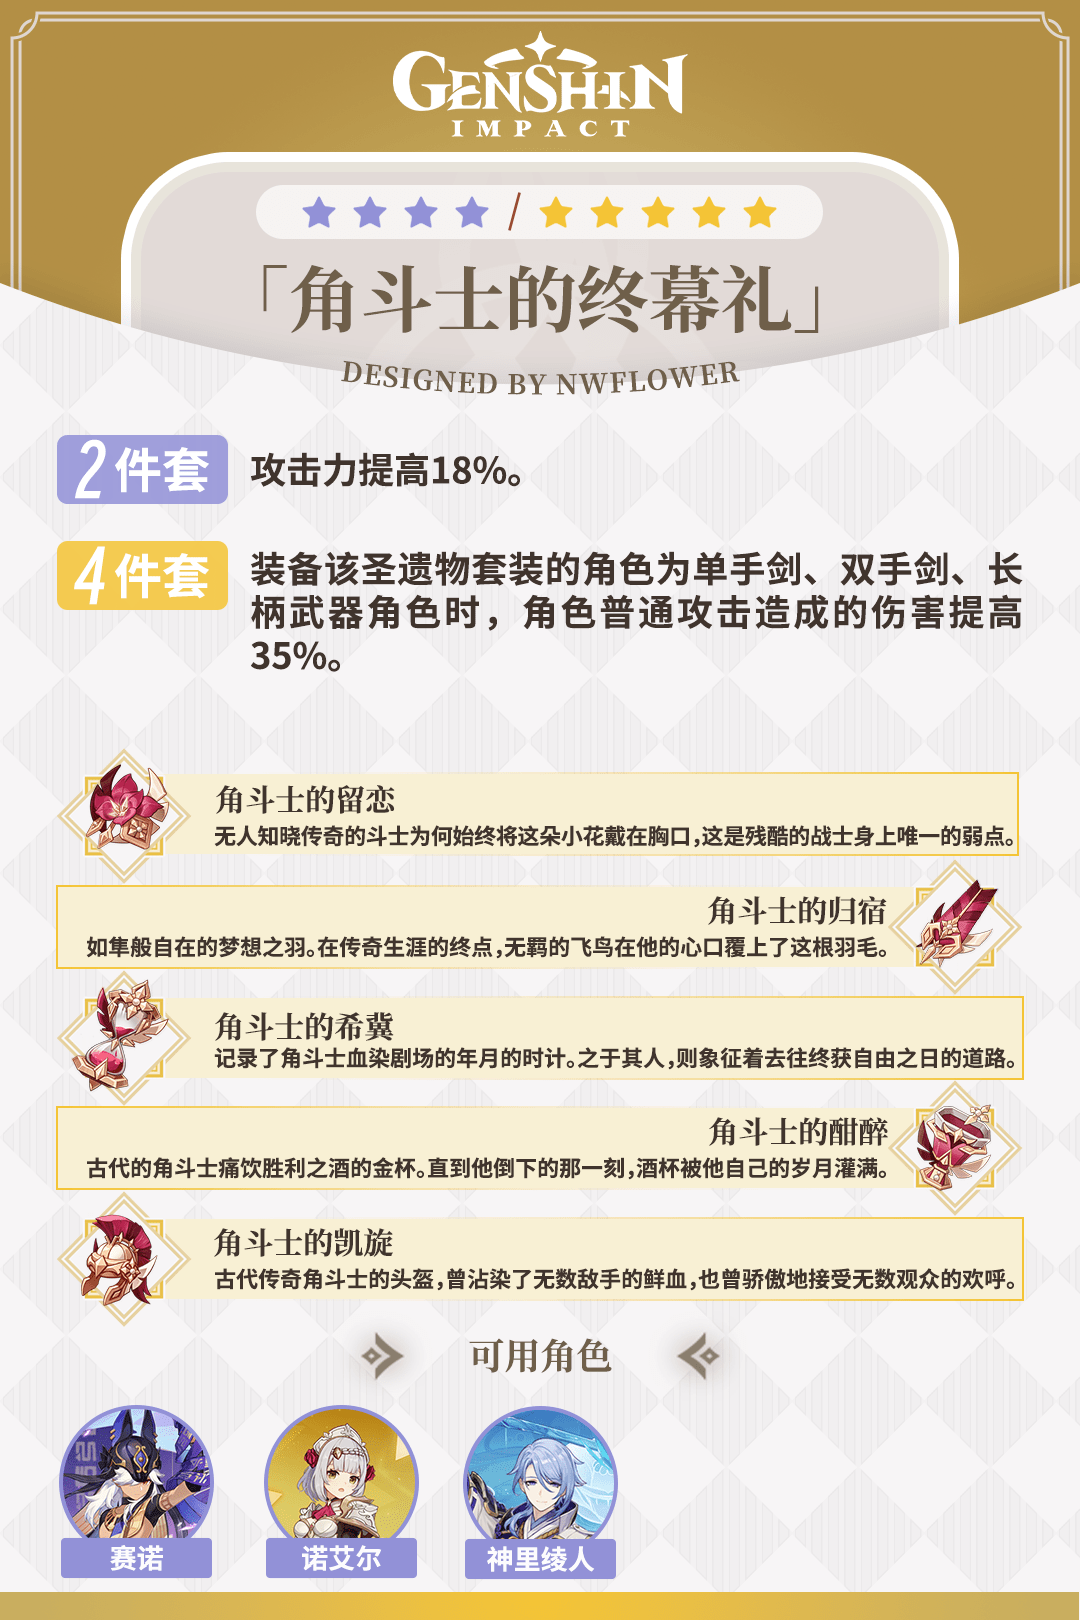 GENSHIN
IMPACT
「角斗士的终幕礼」
DESIGNED BY NWFLOWER
2件套
攻击力提高18%。
4件套
装备该圣遗物套装的角色为单手剑、双手剑、长
柄武器角色时，角色普通攻击造成的伤害提高
35%。
角斗士的留恋
无人知晓传奇的斗士为何始终将这朵小花戴在胸口，这是残酷的战士身上唯一的弱点。
角斗士的归宿
如隼般自在的梦想之羽。在传奇生涯的终点，无羁的飞鸟在他的心口覆上了这根羽毛。
角斗士的希冀
记录了角斗士血染剧场的年月的时计。之于其人，则象征着去往终获自由之日的道路。
角斗士的酣醉
古代的角斗士痛饮胜利之酒的金杯。直到他倒下的那一刻，酒杯被他自己的岁月灌满。
角斗士的凯旋
古代传奇角斗士的头盔，曾沾染了无数敌手的鲜血，也曾骄傲地接受无数观众的欢呼。
可用角色
赛诺
诺艾尔
神里绫人